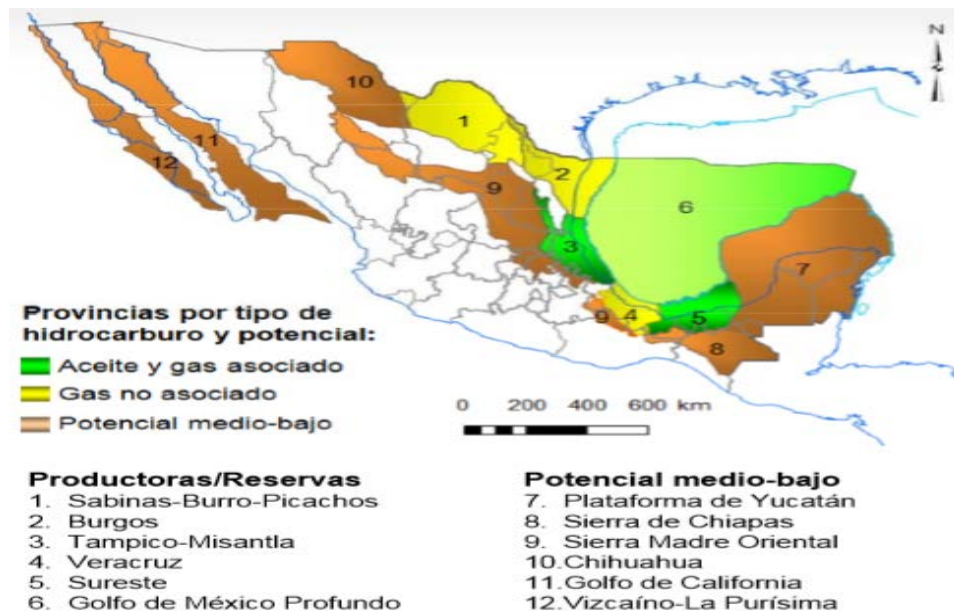 N
10
1
11
2
12
9
6
3
7
9
4
5
8
Provincias por tipo de
hidrocarburo y potencial:
Aceite y gas asociado
Gas no asociado
Potencial medio-bajo
0 200 400 600 km
Productoras/Reservas
1. Sabinas-Burro-Picachos
2. Burgos
3. Tampico-Misantla
4. Veracruz
5. Sureste
6. Golfo de México Profundo
Potencial medio-bajo
7. Plataforma de Yucatán
8. Sierra de Chiapas
9. Sierra Madre Oriental
10.Chihuahua
11.Golfo de California
12.Vizcaíno-La Purísima